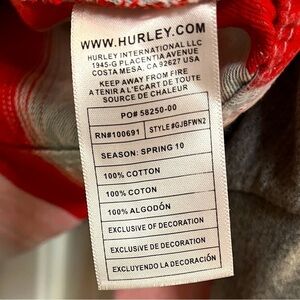 WWW.HURLEY.COM
HURLEY INTERNATIONAL LLC
1945-G PLACENTIA AVENUE
COSTA MESA, CA 92627 USA
KEEP AWAY FROM FIRE
A TENIR A L'ECART DE TOUTE
SOURCE DE CHALEUR
PO# 58250-00
RN#100691 STYLE #GJBFWN2
SEASON: SPRING 10
100% COTTON
100% COTON
100% ALGODÓN
EXCLUSIVE OF DECORATION
EXCLUSIVE DE DECORATION
EXCLUYENDO LA DECORACIÓN